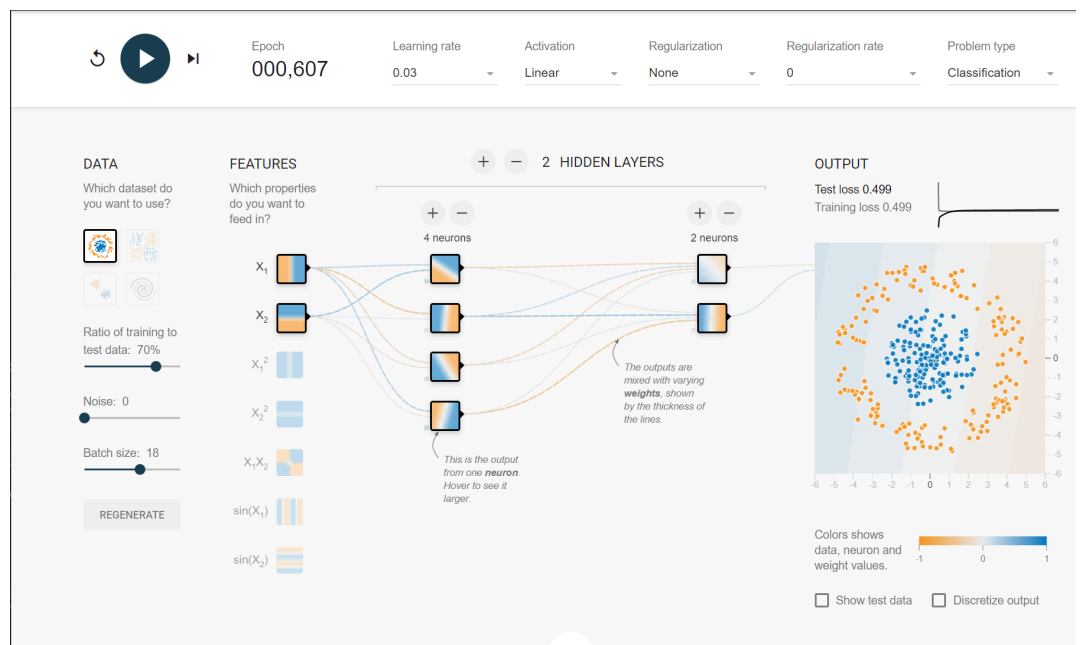 Epoch
000,607
Learning rate
0.03
Activation
Linear
Regularization
None
Regularization rate
0
Problem type
Classification
DATA
Which dataset do
you want to use?
Ratio of training to
test data: 70%
Noise: 0
Batch size: 18
REGENERATE
FEATURES
Which properties
do you want to
feed in?
X₁
X₂
X₁²
X₂²
X₁X₂
sin(X₁)
sin(X₂)
+ − 2 HIDDEN LAYERS
+ −
4 neurons
+ −
2 neurons
This is the output
from one neuron.
Hover to see it
larger.
The outputs are
mixed with varying
weights, shown
by the thickness of
the lines.
OUTPUT
Test loss 0.499
Training loss 0.499
6
5
4
3
2
1
0
-1
-2
-3
-4
-5
-6
-6 -5 -4 -3 -2 -1 0 1 2 3 4 5 6
Colors shows
data, neuron and
weight values.
-1 0 1
Show test data
Discretize output